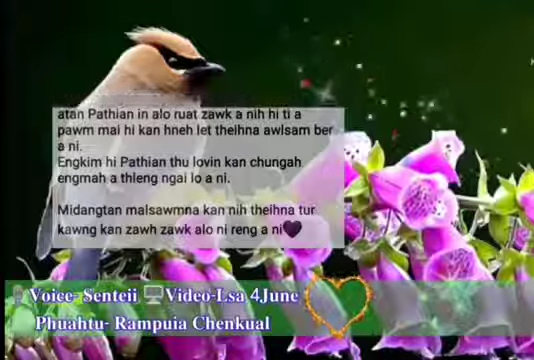 atan Pathian in alo ruat zawk a nih hi ti a
pawm mai hi kan hneh let theihna awlsam ber
a ni.
Engkim hi Pathian thu lovin kan chungah
engmah a thleng ngai lo a ni.
Midangtan malsawmna kan nih theihna tur
kawng kan zawh zawk alo ni reng a ni🖤
🎙Voice- Senteii 🖥Video-Lsa 4June
Phuahtu- Rampuia Chenkual